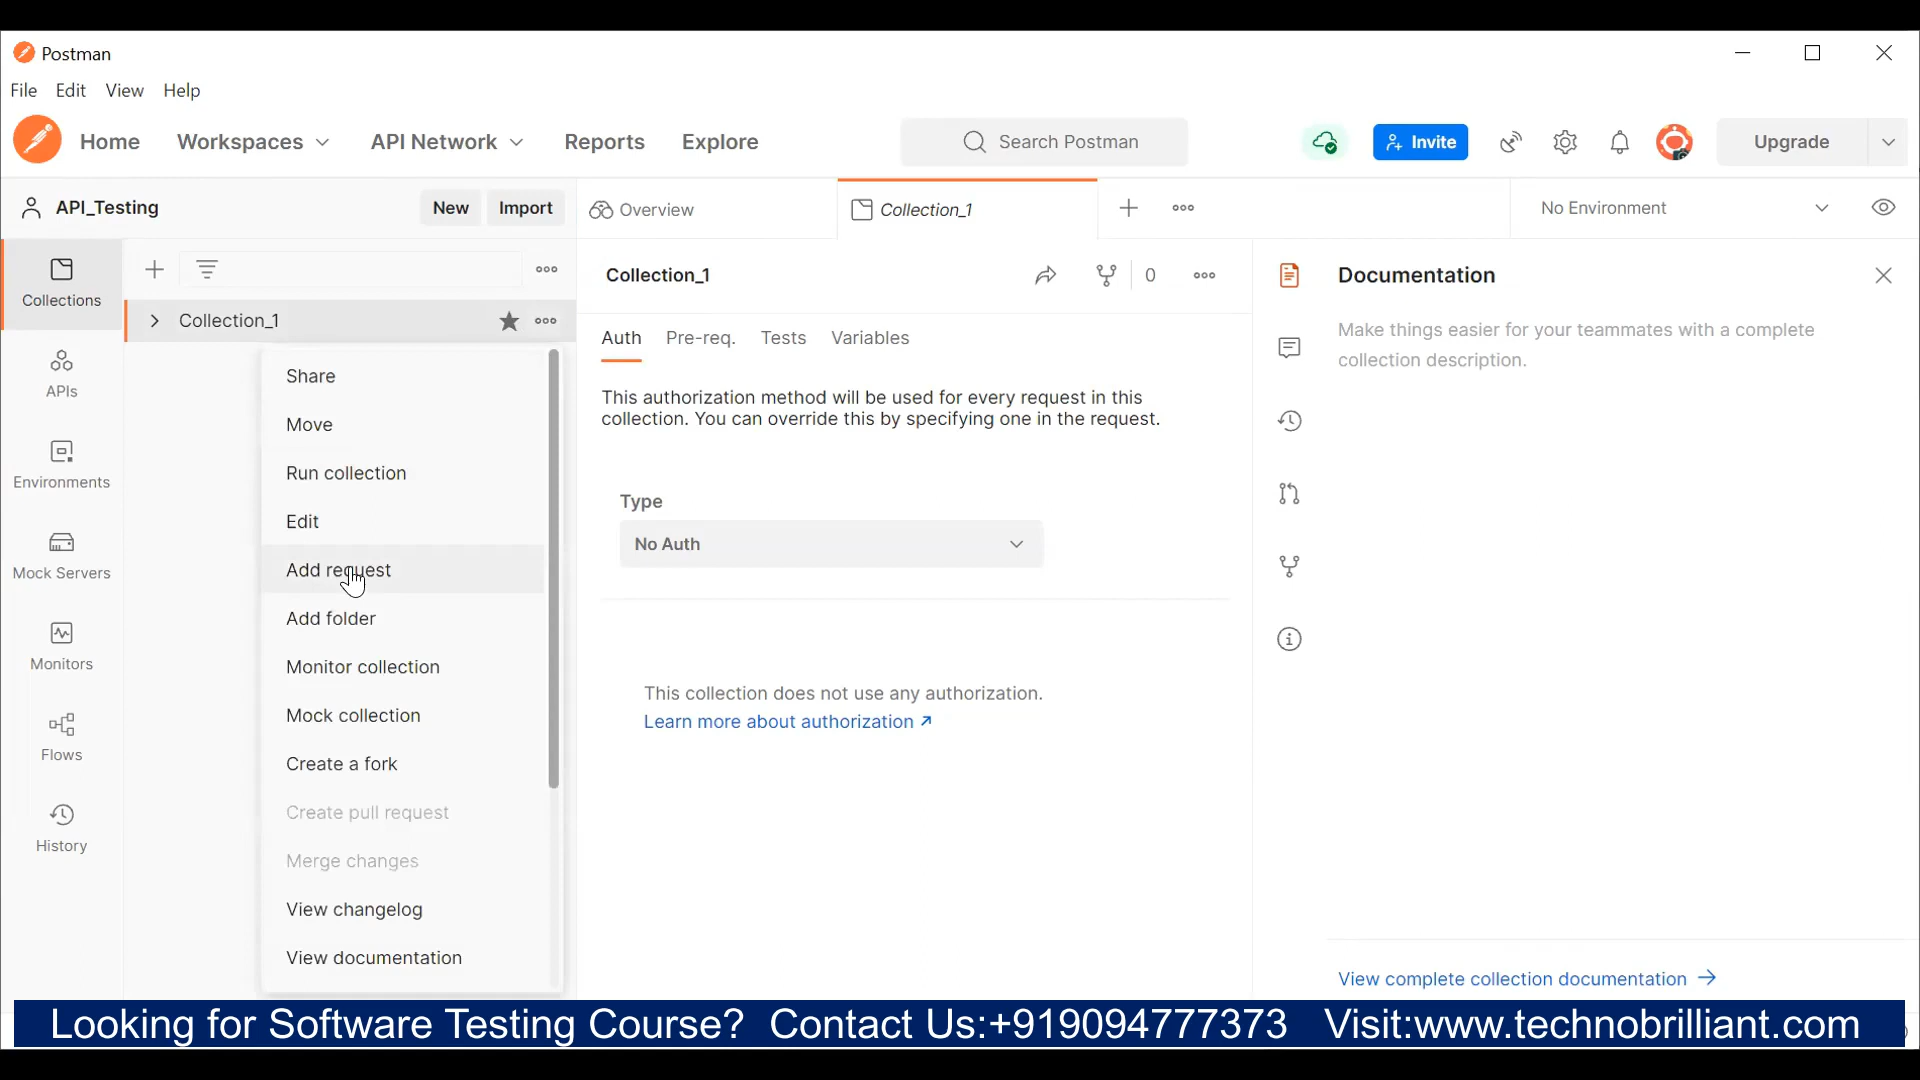 Postman
File Edit View Help
Home Workspaces API Network Reports Explore Search Postman Invite Upgrade
API_Testing New Import Overview Collection_1 No Environment
Collections
APIs
Environments
Mock Servers
Monitors
Flows
History
Collection_1
Share
Move
Run collection
Edit
Add request
Add folder
Monitor collection
Mock collection
Create a fork
Create pull request
Merge changes
View changelog
View documentation
Collection_1 0
Auth Pre-req. Tests Variables
This authorization method will be used for every request in this
collection. You can override this by specifying one in the request.
Type
No Auth
This collection does not use any authorization.
Learn more about authorization
Documentation
Make things easier for your teammates with a complete
collection description.
View complete collection documentation
Looking for Software Testing Course? Contact Us:+919094777373 Visit:www.technobrilliant.com